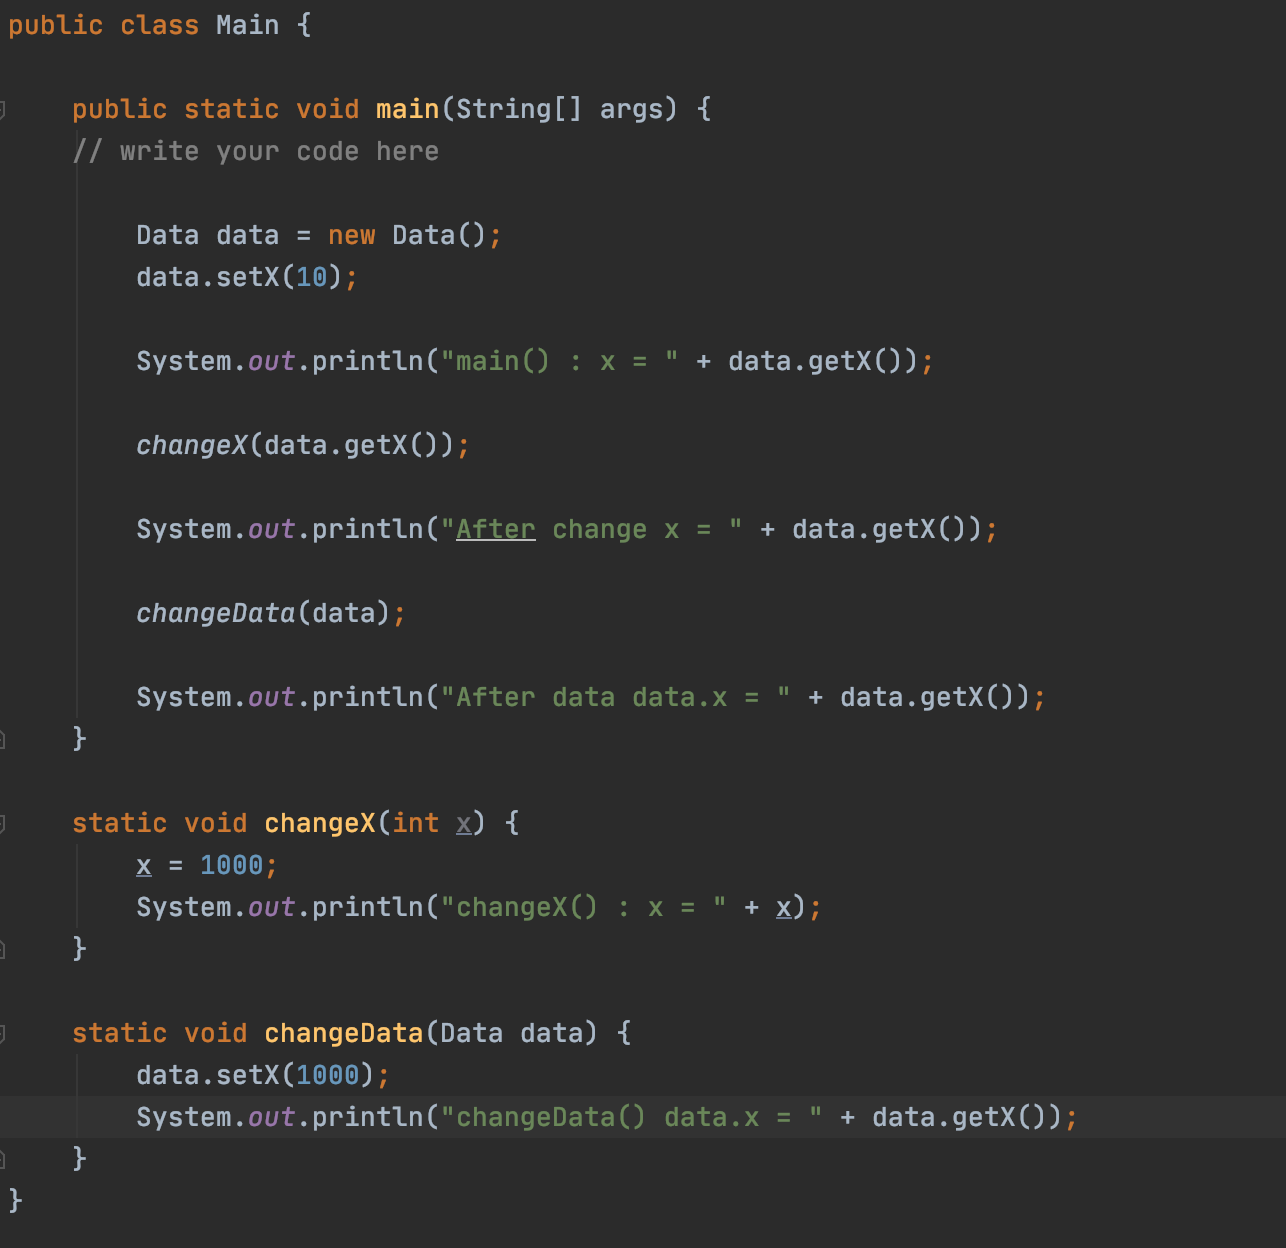 public class Main {
public static void main(String[] args) {
// write your code here
Data data = new Data();
data.setX(10);
System.out.println("main() : x = " + data.getX());
changeX(data.getX());
System.out.println("After change x = " + data.getX());
changeData(data);
System.out.println("After data data.x = " + data.getX());
}
static void changeX(int x) {
x = 1000;
System.out.println("changeX() : x = " + x);
}
static void changeData(Data data) {
data.setX(1000);
System.out.println("changeData() data.x = " + data.getX());
}
}